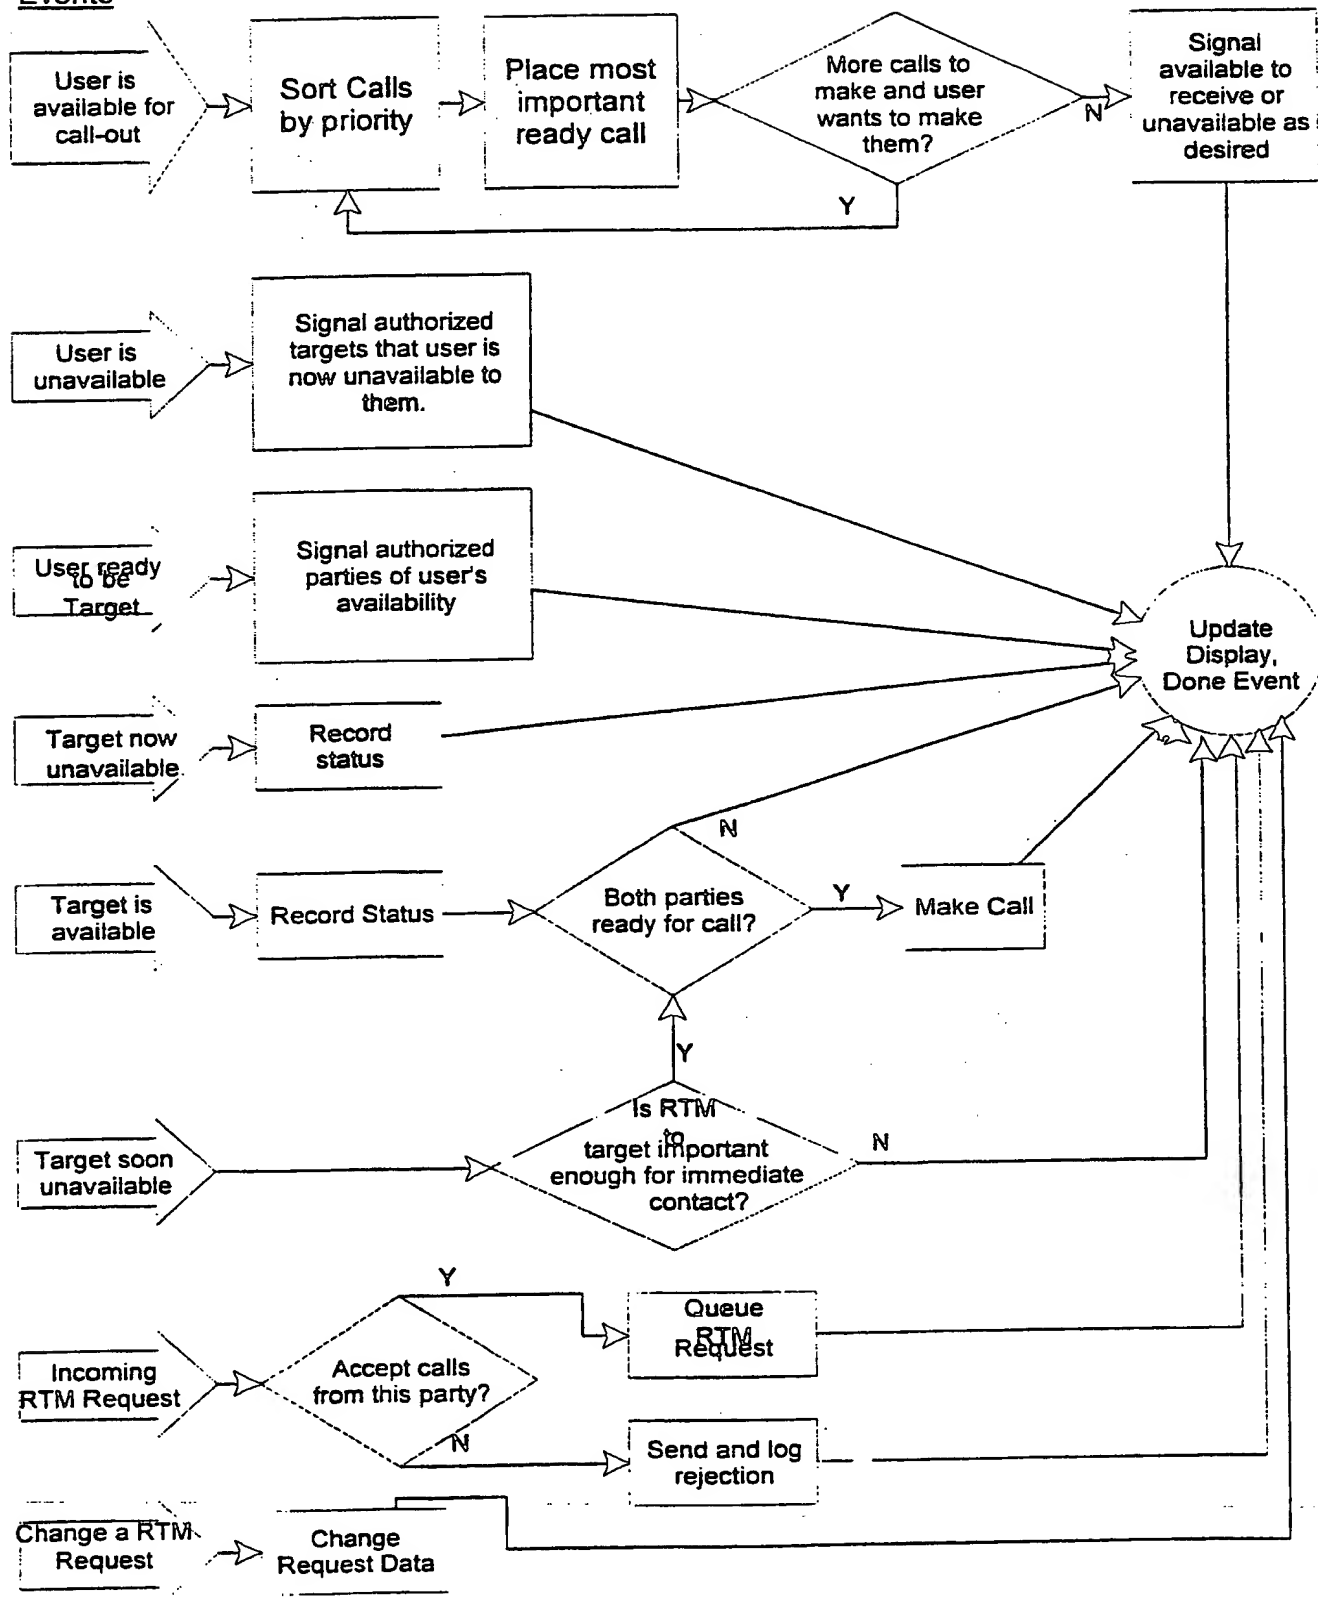 Events
User is
available for
call-out
Sort Calls
by priority
Place most
important
ready call
More calls to
make and user
wants to make
them?
N
Signal
available to
receive or
unavailable as
desired
Y
User is
unavailable
Signal authorized
targets that user is
now unavailable to
them.
User ready
to be
Target
Signal authorized
parties of user's
availability
Update
Display,
Done Event
Target now
unavailable
Record
status
N
Target is
available
Record Status
Both parties
ready for call?
Y
Make Call
Y
Target soon
unavailable
Is RTM
to
target important
enough for immediate
contact?
N
Y
Incoming
RTM Request
Accept calls
from this party?
Queue
RTM
Request
N
Send and log
rejection
Change a RTM
Request
Change
Request Data